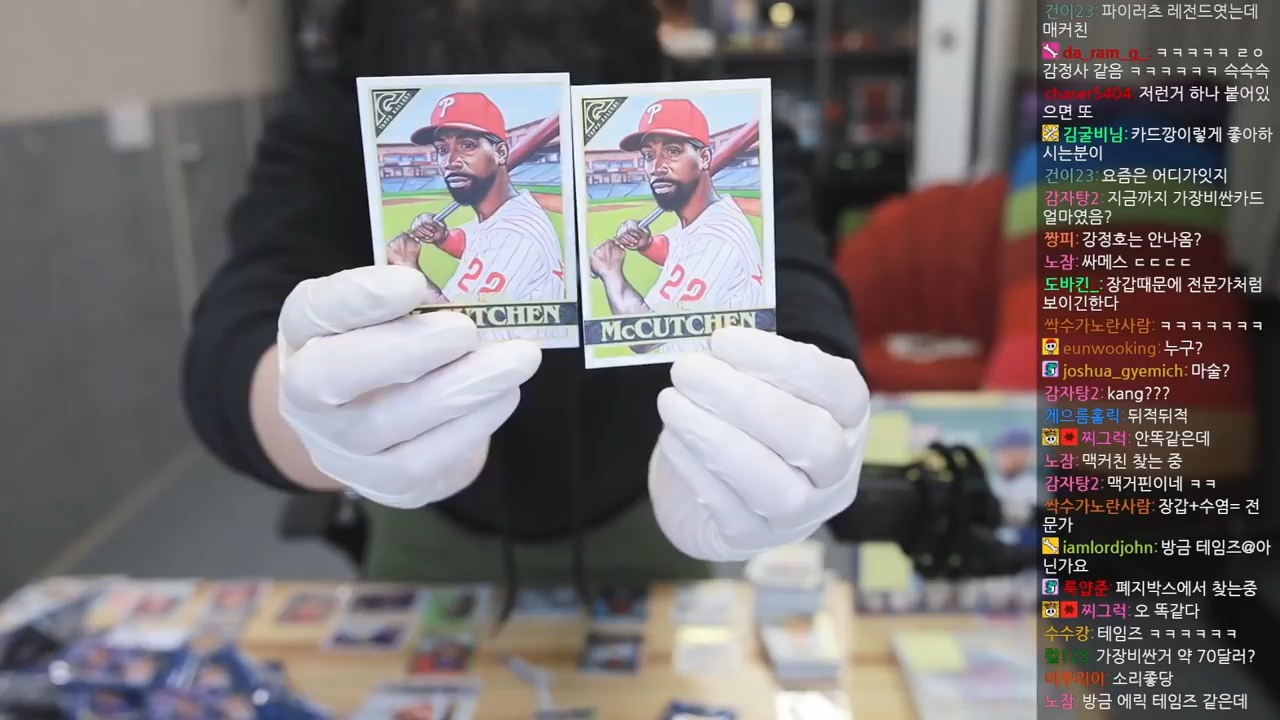 P
22
McCUTCHEN
P
22
McCUTCHEN
건이23: 파이러츠 레전드엿는데
매커친
da_ram_g_: ㅋㅋㅋㅋㅋ ㄹㅇ
감정사 같음 ㅋㅋㅋㅋㅋㅋ 슥슥슥
chaser5404: 저런거 하나 붙어있
으면 또
김굴비님: 카드깡이렇게 좋아하
시는분이
건이23: 요즘은 어디가잇지
감자탕2: 지금까지 가장비싼카드
얼마였음?
짱피: 강정호는 안나옴?
노잠: 싸메스 ㄷㄷㄷㄷ
도바킨_: 장갑때문에 전문가처럼
보이긴한다
싹수가노란사람: ㅋㅋㅋㅋㅋㅋㅋ
eunwooking: 누구?
joshua_gyemich: 마술?
감자탕2: kang???
게으름홀릭: 뒤적뒤적
찌그럭: 안똑같은데
노잠: 맥커친 찾는 중
감자탕2: 맥거핀이네 ㅋㅋ
싹수가노란사람: 장갑+수염= 전
문가
iamlordjohn: 방금 테임즈@아
닌가요
룩얍쭌: 폐지박스에서 찾는중
찌그럭: 오 똑같다
수수캉: 테임즈 ㅋㅋㅋㅋㅋㅋ
123: 가장비싼거 약 70달러?
소리좋당
노잠: 방금 에릭 테임즈 같은데